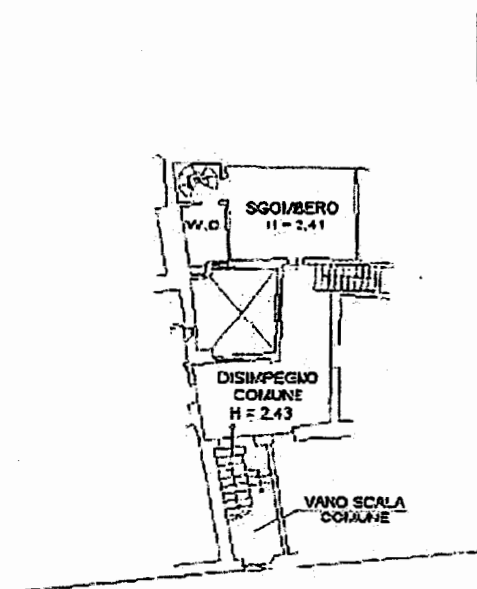 SGOMBERO
H = 2,41
W.C
DISIMPEGNO
COMUNE
H = 2.43
VANO SCALA
COMUNE